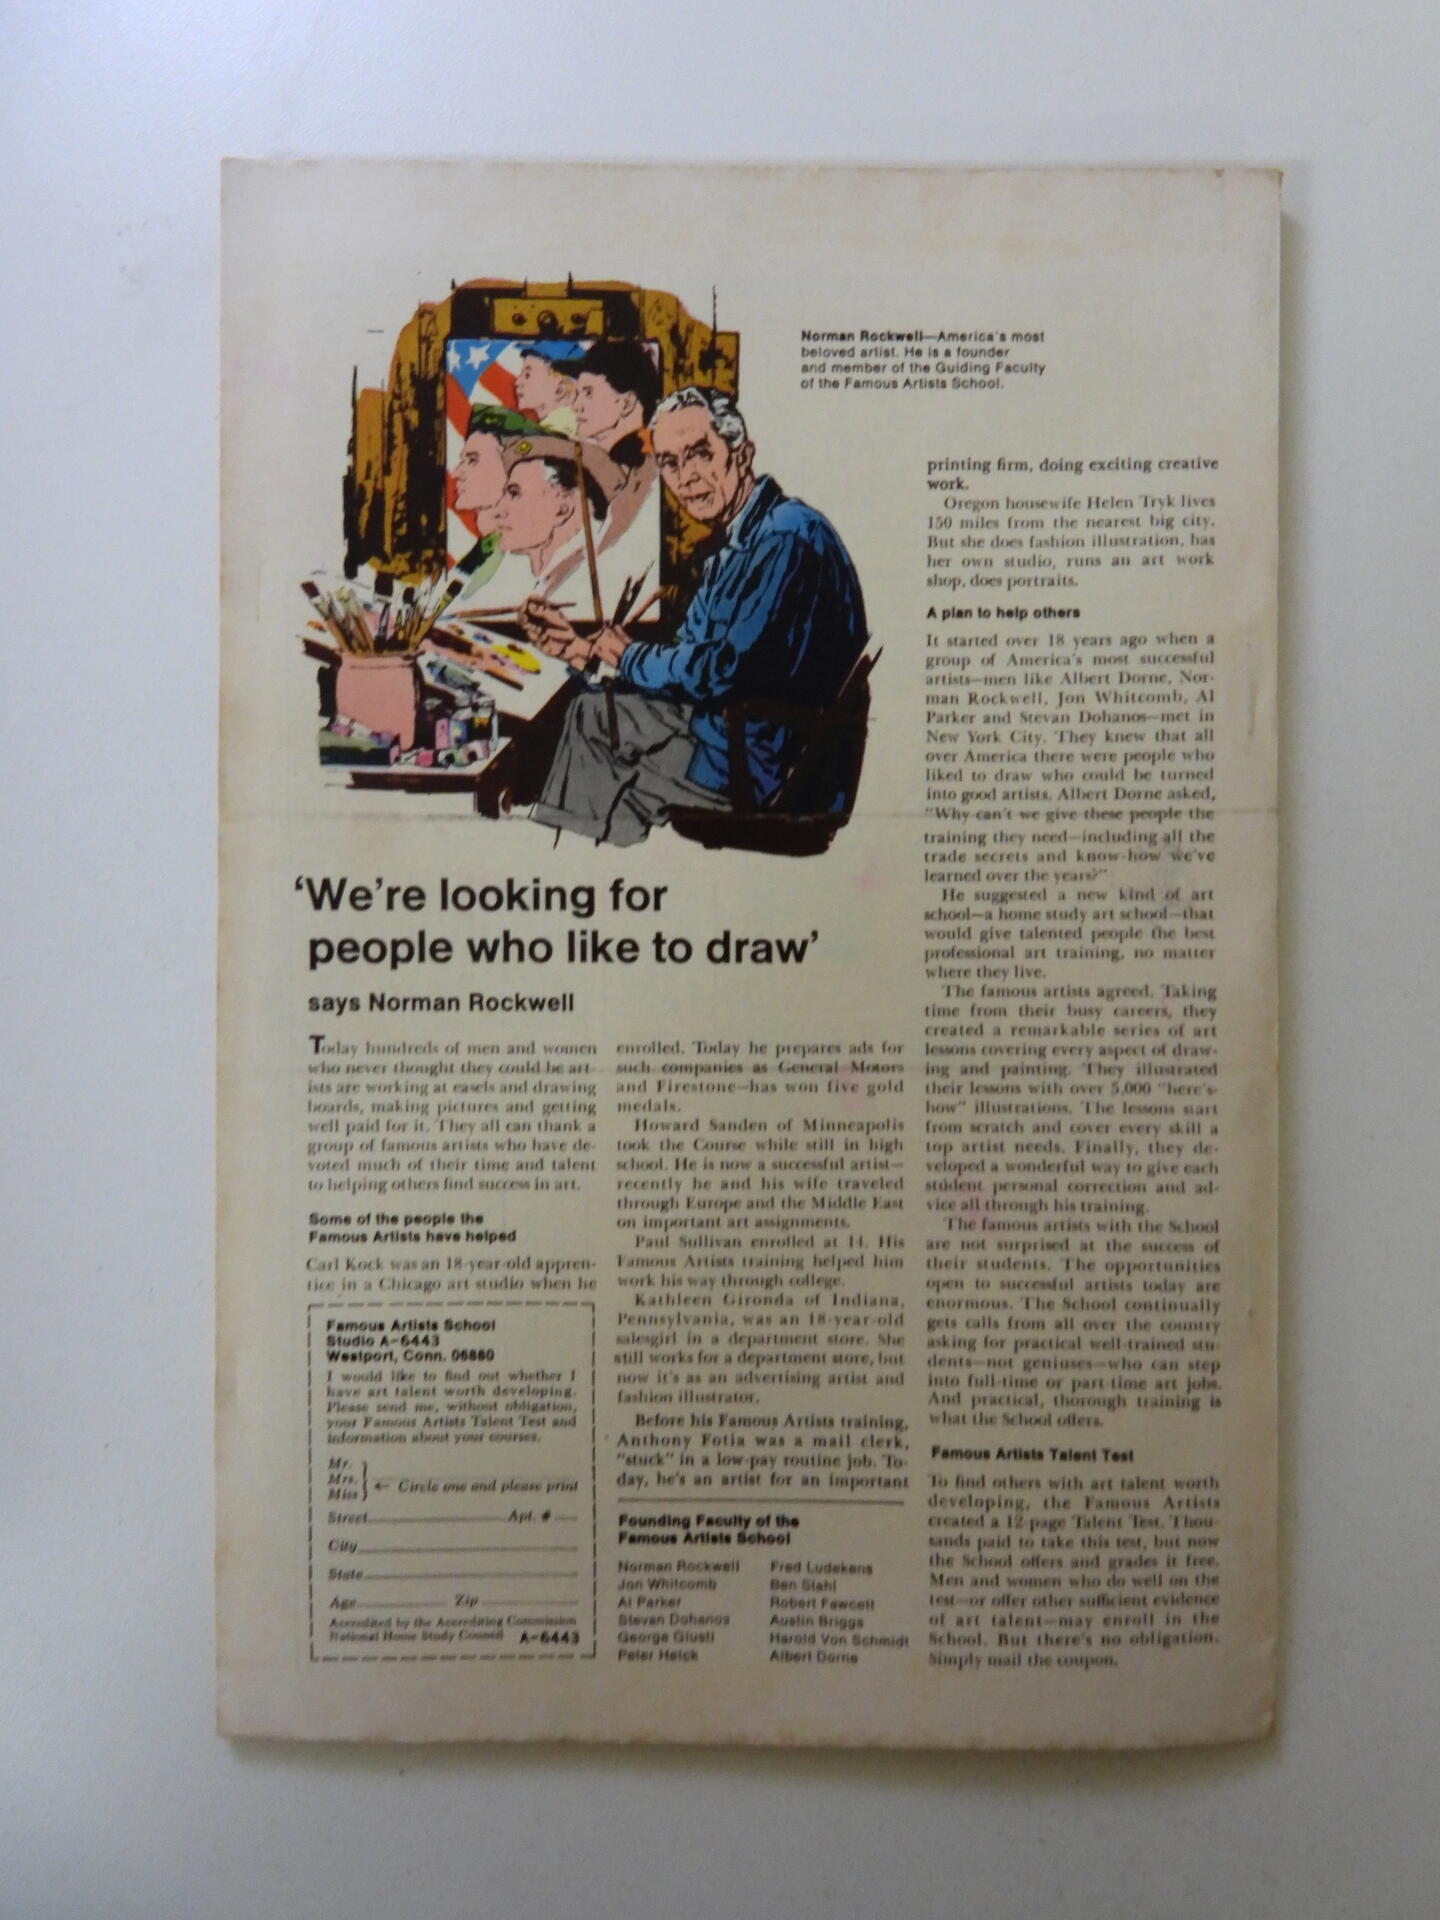 Norman Rockwell—America's most
beloved artist. He is a founder
and member of the Guiding Faculty
of the Famous Artists School.
'We're looking for
people who like to draw'
says Norman Rockwell
Today hundreds of men and women
who never thought they could be art-
ists are working at easels and drawing
boards, making pictures and getting
well paid for it. They all can thank a
group of famous artists who have de-
voted much of their time and talent
to helping others find success in art.
Some of the people the
Famous Artists have helped
Carl Kock was an 18-year-old appren-
tice in a Chicago art studio when he
enrolled. Today he prepares ads for
such companies as General Motors
and Firestone—has won five gold
medals.
Howard Sanden of Minneapolis
took the Course while still in high
school. He is now a successful artist—
recently he and his wife traveled
through Europe and the Middle East
on important art assignments.
Paul Sullivan enrolled at 14. His
Famous Artists training helped him
work his way through college.
Kathleen Gironda of Indiana,
Pennsylvania, was an 18-year-old
salesgirl in a department store. She
still works for a department store, but
now it's as an advertising artist and
fashion illustrator.
Before his Famous Artists training,
Anthony Fotia was a mail clerk,
"stuck" in a low-pay routine job. To-
day, he's an artist for an important
printing firm, doing exciting creative
work.
Oregon housewife Helen Tryk lives
150 miles from the nearest big city.
But she does fashion illustration, has
her own studio, runs an art work
shop, does portraits.
A plan to help others
It started over 18 years ago when a
group of America's most successful
artists—men like Albert Dorne, Nor-
man Rockwell, Jon Whitcomb, Al
Parker and Stevan Dohanos—met in
New York City. They knew that all
over America there were people who
liked to draw who could be turned
into good artists. Albert Dorne asked,
"Why can't we give these people the
training they need—including all the
trade secrets and know-how we've
learned over the years?"
He suggested a new kind of art
school—a home study art school—that
would give talented people the best
professional art training, no matter
where they live.
The famous artists agreed. Taking
time from their busy careers, they
created a remarkable series of art
lessons covering every aspect of draw-
ing and painting. They illustrated
their lessons with over 5,000 "here's-
how" illustrations. The lessons start
from scratch and cover every skill a
top artist needs. Finally, they de-
veloped a wonderful way to give each
student personal correction and ad-
vice all through his training.
The famous artists with the School
are not surprised at the success of
their students. The opportunities
open to successful artists today are
enormous. The School continually
gets calls from all over the country
asking for practical well-trained stu-
dents—not geniuses—who can step
into full-time or part-time art jobs.
And practical, thorough training is
what the School offers.
Famous Artists Talent Test
To find others with art talent worth
developing, the Famous Artists
created a 12-page Talent Test. Thou-
sands paid to take this test, but now
the School offers and grades it free.
Men and women who do well on the
test—or offer other sufficient evidence
of art talent—may enroll in the
School. But there's no obligation.
Simply mail the coupon.
Famous Artists School
Studio A-6443
Westport, Conn. 06880
I would like to find out whether I
have art talent worth developing.
Please send me, without obligation,
your Famous Artists Talent Test and
information about your courses.
Mr.
Mrs.
Miss
← Circle one and please print
Street Apt. #
City
State
Age Zip
Accredited by the Accrediting Commission
National Home Study Council A-6443
Founding Faculty of the
Famous Artists School
Norman Rockwell
Jon Whitcomb
Al Parker
Stevan Dohanos
George Giusti
Peter Helck
Fred Ludekens
Ben Stahl
Robert Fawcett
Austin Briggs
Harold Von Schmidt
Albert Dorne